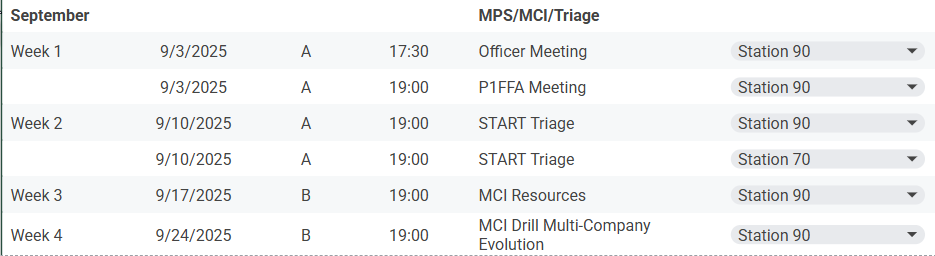 September MPS/MCI/Triage
Week 1 9/3/2025 A 17:30 Officer Meeting Station 90
9/3/2025 A 19:00 P1FFA Meeting Station 90
Week 2 9/10/2025 A 19:00 START Triage Station 90
9/10/2025 A 19:00 START Triage Station 70
Week 3 9/17/2025 B 19:00 MCI Resources Station 90
Week 4 9/24/2025 B 19:00 MCI Drill Multi-Company Station 90
Evolution